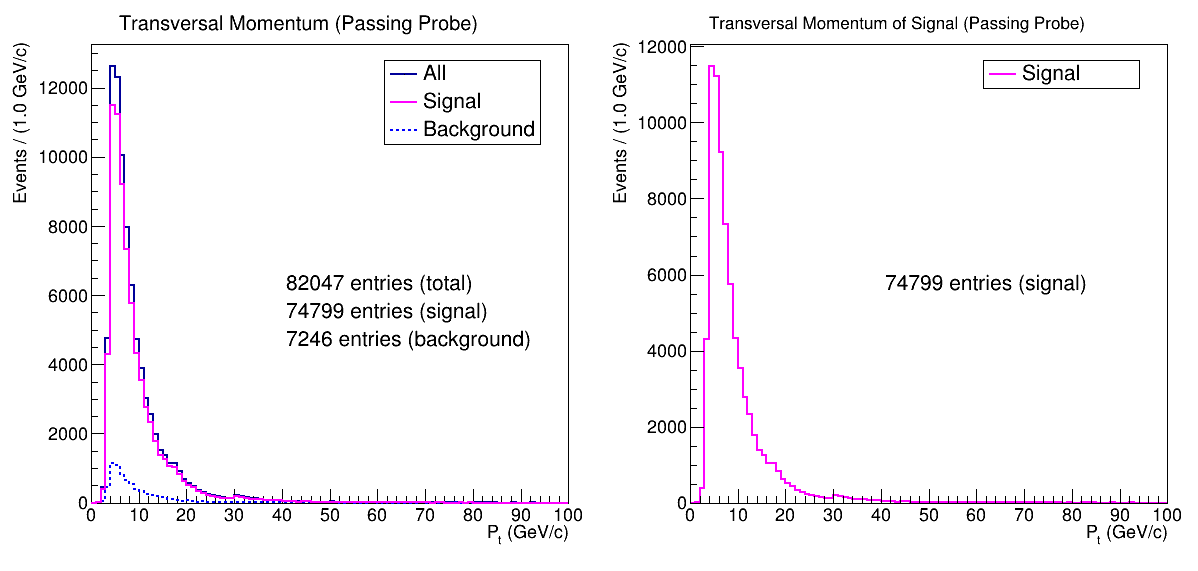 Transversal Momentum (Passing Probe)
Events / (1.0 GeV/c)
12000
10000
8000
6000
4000
2000
0
All
Signal
Background
82047 entries (total)
74799 entries (signal)
7246 entries (background)
0 10 20 30 40 50 60 70 80 90 100
Pt (GeV/c)
Transversal Momentum of Signal (Passing Probe)
Events / (1.0 GeV/c)
12000
10000
8000
6000
4000
2000
0
Signal
74799 entries (signal)
0 10 20 30 40 50 60 70 80 90 100
Pt (GeV/c)